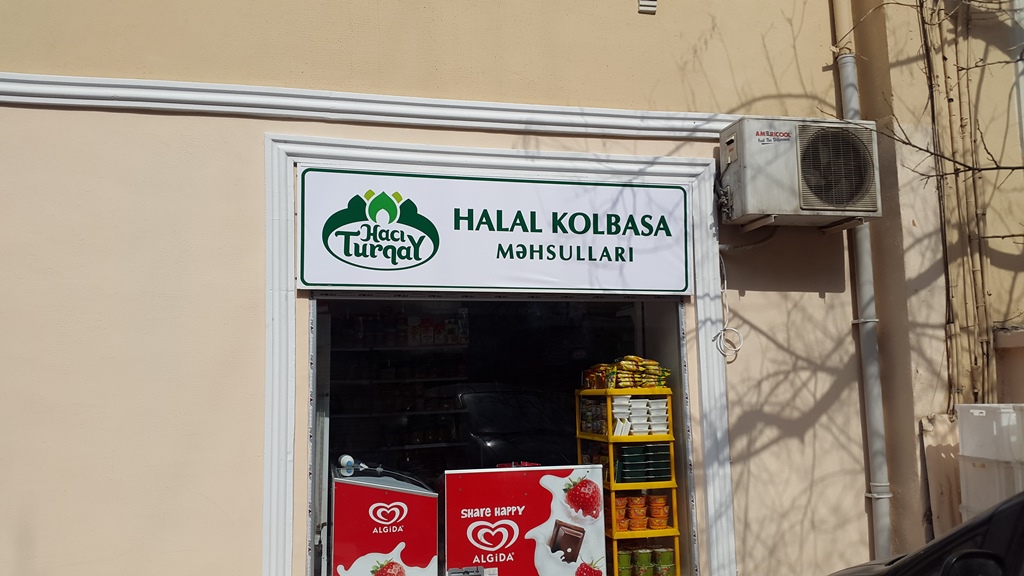 AMERICOOL
Hacı
Turqay
HALAL KOLBASA
MƏHSULLARI
SHARE HAPPY
ALGIDA
ALGIDA